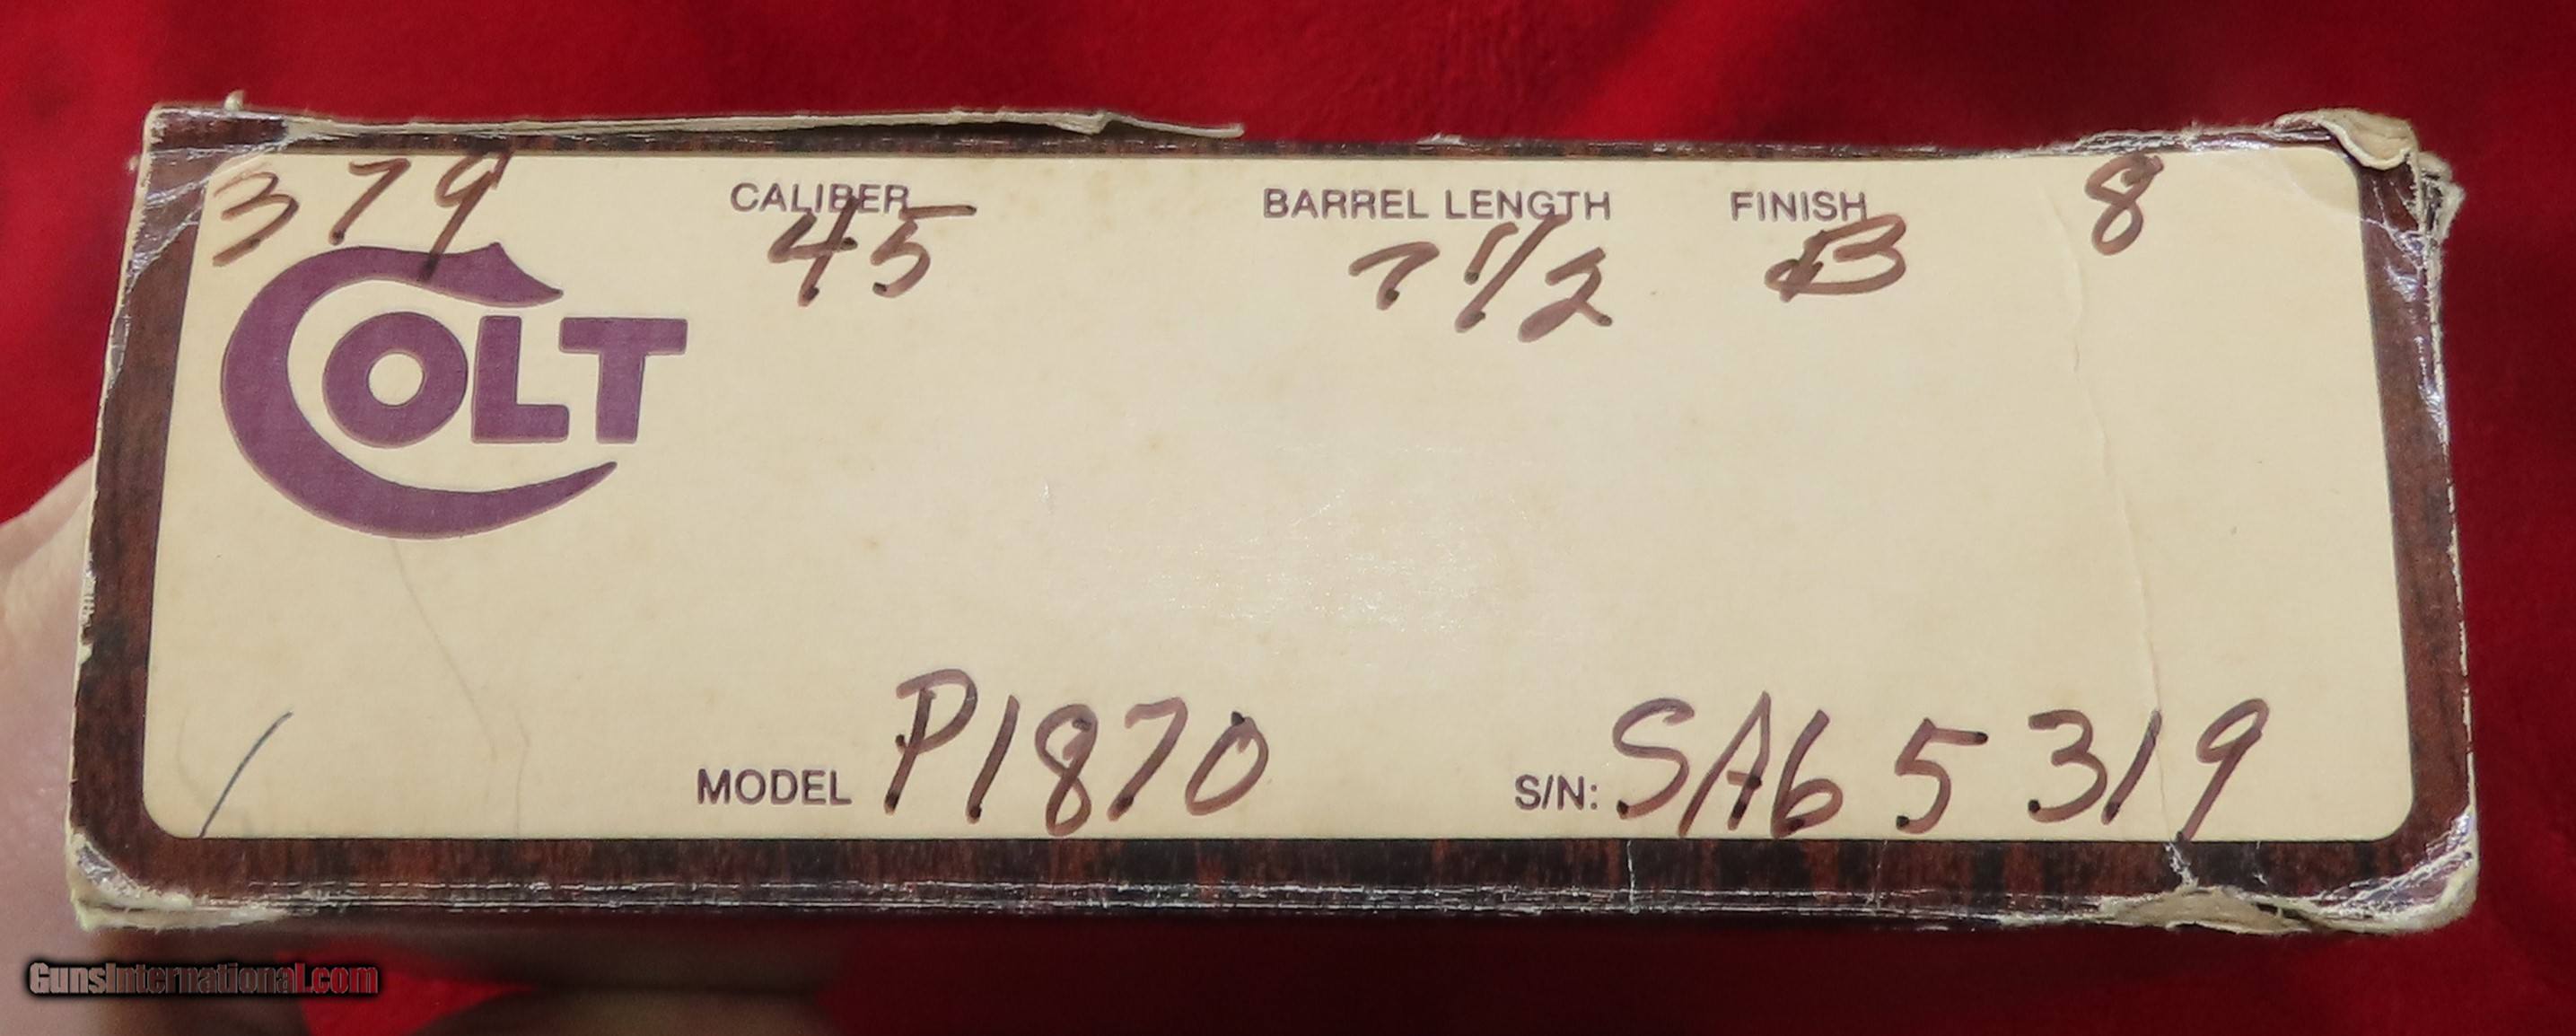 379 CALIBER BARREL LENGTH FINISH 8
45 7 1/2 B
COLT
MODEL P1870 S/N: SA65319
GunsInternational.com